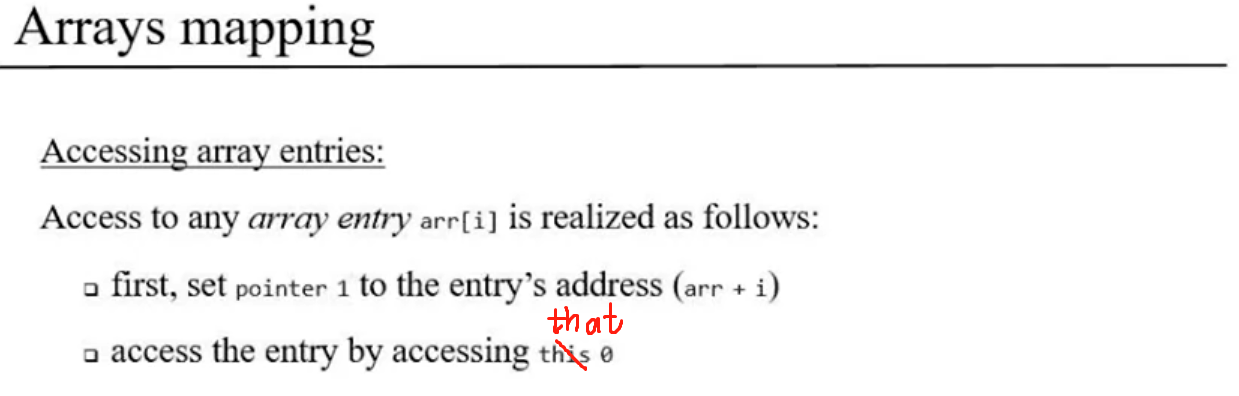 Arrays mapping
Accessing array entries:
Access to any array entry arr[i] is realized as follows:
first, set pointer 1 to the entry’s address (arr + i)
that
access the entry by accessing this 0